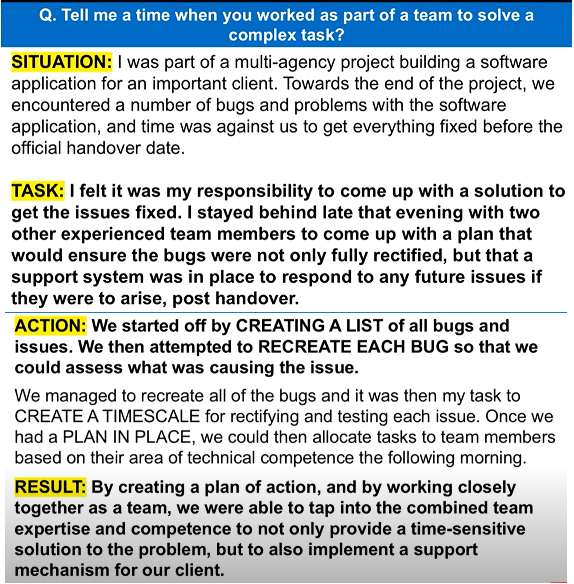 Q. Tell me a time when you worked as part of a team to solve a
complex task?
SITUATION: I was part of a multi-agency project building a software
application for an important client. Towards the end of the project, we
encountered a number of bugs and problems with the software
application, and time was against us to get everything fixed before the
official handover date.
TASK: I felt it was my responsibility to come up with a solution to
get the issues fixed. I stayed behind late that evening with two
other experienced team members to come up with a plan that
would ensure the bugs were not only fully rectified, but that a
support system was in place to respond to any future issues if
they were to arise, post handover.
ACTION: We started off by CREATING A LIST of all bugs and
issues. We then attempted to RECREATE EACH BUG so that we
could assess what was causing the issue.
We managed to recreate all of the bugs and it was then my task to
CREATE A TIMESCALE for rectifying and testing each issue. Once we
had a PLAN IN PLACE, we could then allocate tasks to team members
based on their area of technical competence the following morning.
RESULT: By creating a plan of action, and by working closely
together as a team, we were able to tap into the combined team
expertise and competence to not only provide a time-sensitive
solution to the problem, but to also implement a support
mechanism for our client.